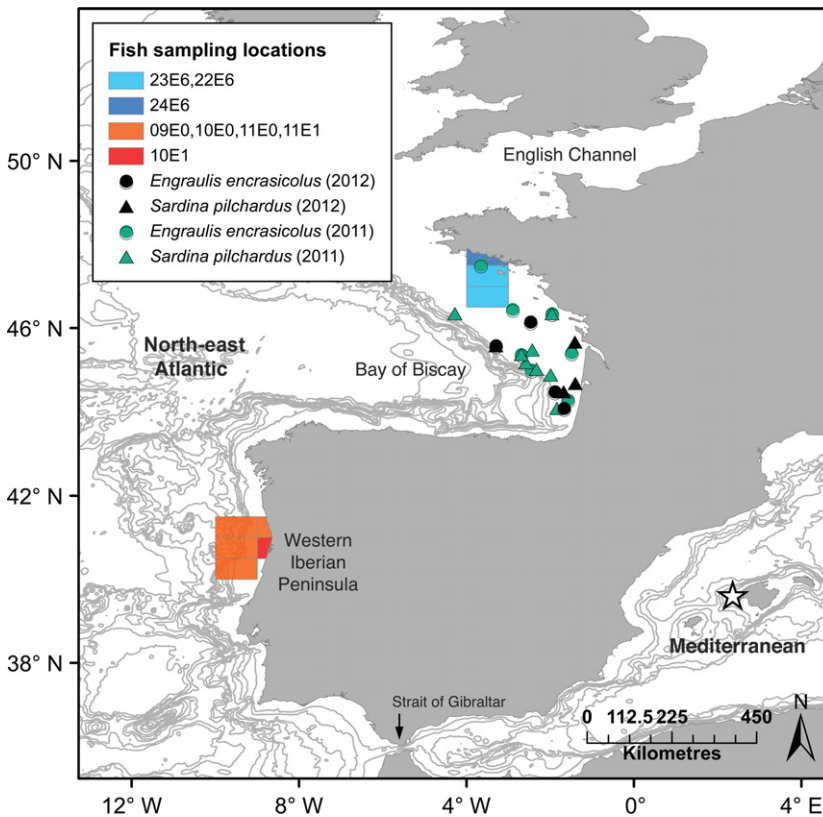 Fish sampling locations
23E6,22E6
24E6
09E0,10E0,11E0,11E1
10E1
Engraulis encrasicolus (2012)
Sardina pilchardus (2012)
Engraulis encrasicolus (2011)
Sardina pilchardus (2011)
50° N
English Channel
46° N
North-east
Atlantic
Bay of Biscay
42° N
Western
Iberian
Peninsula
38° N
Mediterranean
Strait of Gibraltar
N
0 112.5 225 450
Kilometres
12° W 8° W 4° W 0° 4° E